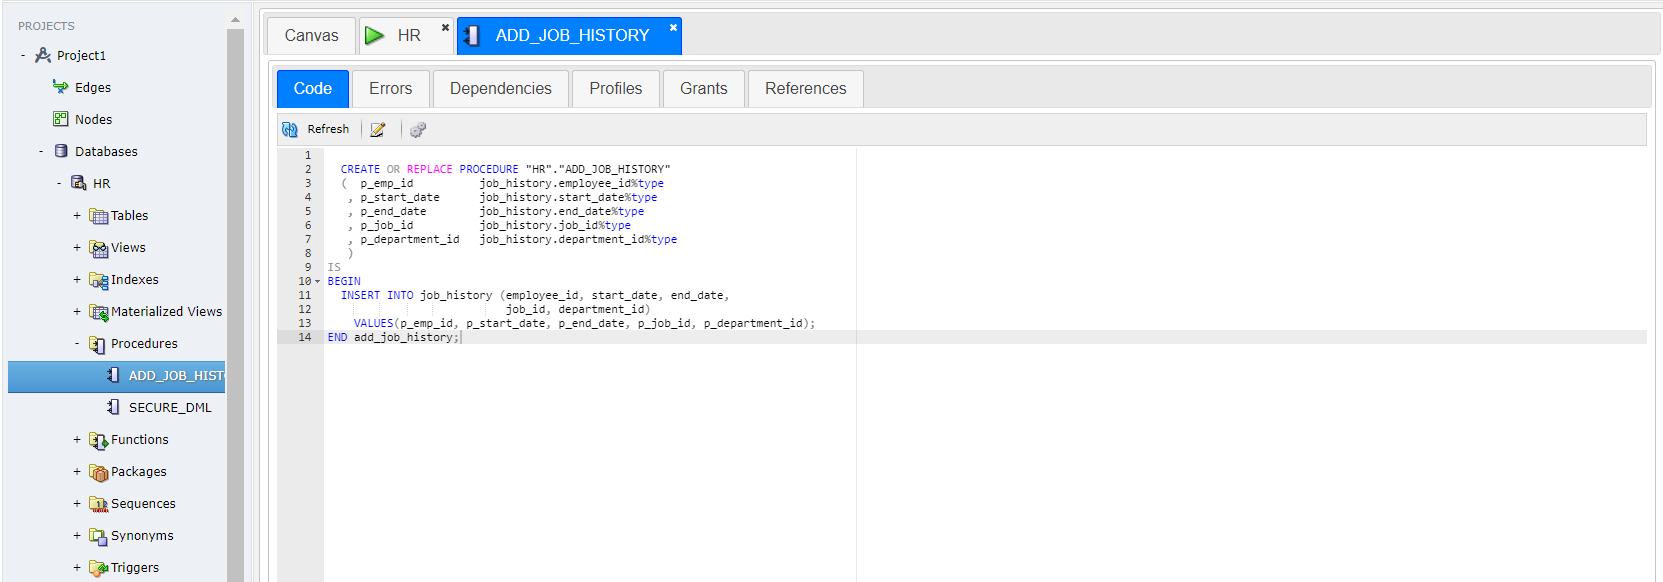 PROJECTS
- Project1
Edges
Nodes
- Databases
- HR
+ Tables
+ Views
+ Indexes
+ Materialized Views
- Procedures
ADD_JOB_HIST
SECURE_DML
+ Functions
+ Packages
+ Sequences
+ Synonyms
+ Triggers
Canvas HR ADD_JOB_HISTORY
Code Errors Dependencies Profiles Grants References
Refresh
1
2 CREATE OR REPLACE PROCEDURE "HR"."ADD_JOB_HISTORY"
3 ( p_emp_id job_history.employee_id%type
4 , p_start_date job_history.start_date%type
5 , p_end_date job_history.end_date%type
6 , p_job_id job_history.job_id%type
7 , p_department_id job_history.department_id%type
8 )
9 IS
10 BEGIN
11 INSERT INTO job_history (employee_id, start_date, end_date,
12 job_id, department_id)
13 VALUES(p_emp_id, p_start_date, p_end_date, p_job_id, p_department_id);
14 END add_job_history;